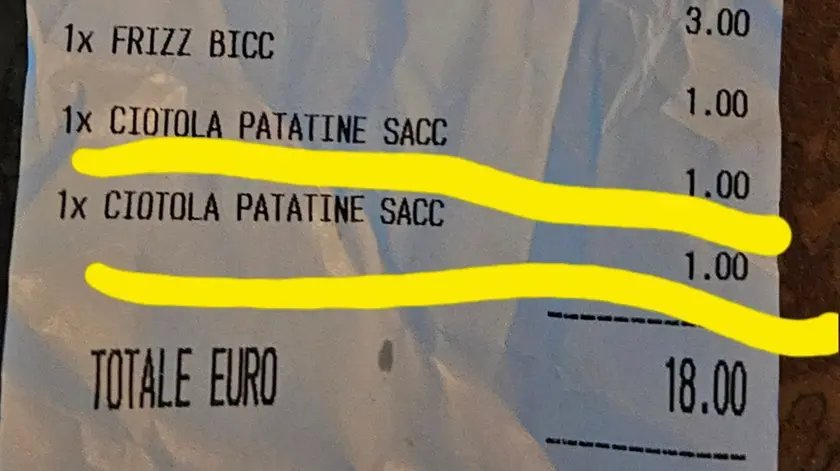 3.00
1x FRIZZ BICC
1.00
1x CIOTOLA PATATINE SACC
1.00
1x CIOTOLA PATATINE SACC
1.00
TOTALE EURO 18.00